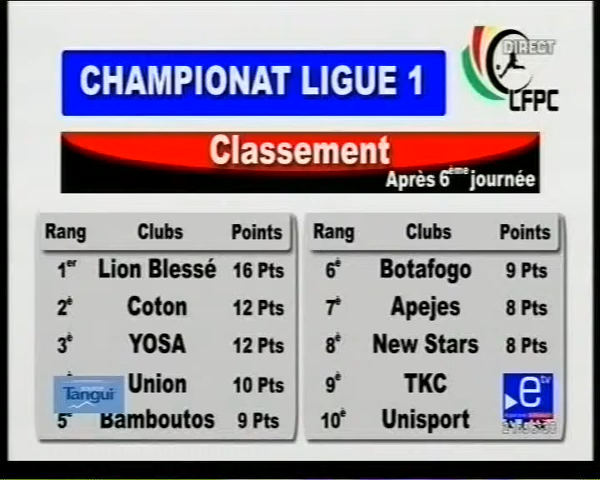 DIRECT
CHAMPIONAT LIGUE 1
LFPC
Classement
Après 6ème journée
Rang Clubs Points
1er Lion Blessé 16 Pts
2è Coton 12 Pts
3è YOSA 12 Pts
Union 10 Pts
5è Bamboutos 9 Pts
Tangui
Rang Clubs Points
6è Botafogo 9 Pts
7è Apejes 8 Pts
8è New Stars 8 Pts
9è TKC
10è Unisport
e tv